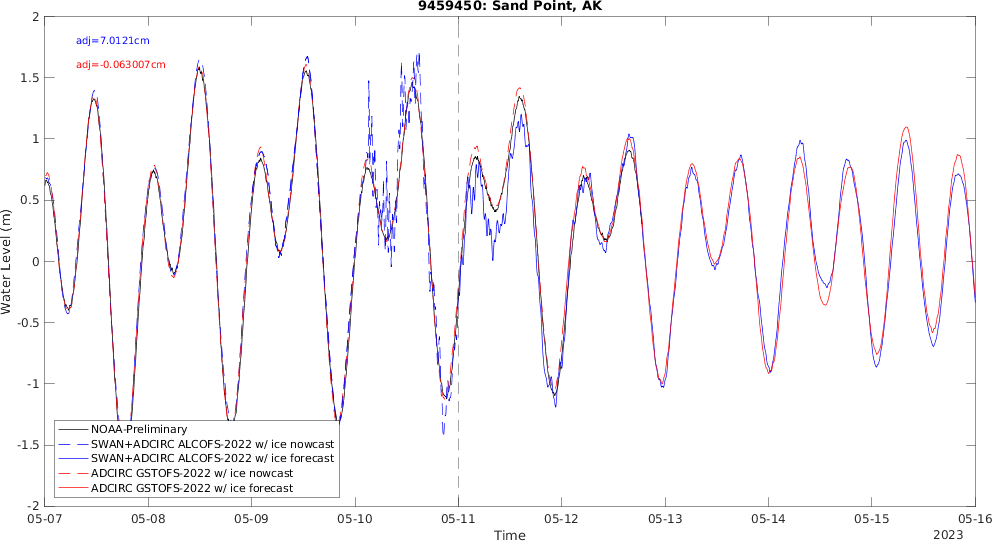 9459450: Sand Point, AK
adj=7.0121cm
adj=-0.063007cm
Water Level (m)
2
1.5
1
0.5
0
-0.5
-1
-1.5
-2
NOAA-Preliminary
SWAN+ADCIRC ALCOFS-2022 w/ ice nowcast
SWAN+ADCIRC ALCOFS-2022 w/ ice forecast
ADCIRC GSTOFS-2022 w/ ice nowcast
ADCIRC GSTOFS-2022 w/ ice forecast
05-07 05-08 05-09 05-10 05-11 05-12 05-13 05-14 05-15 05-16
Time
2023